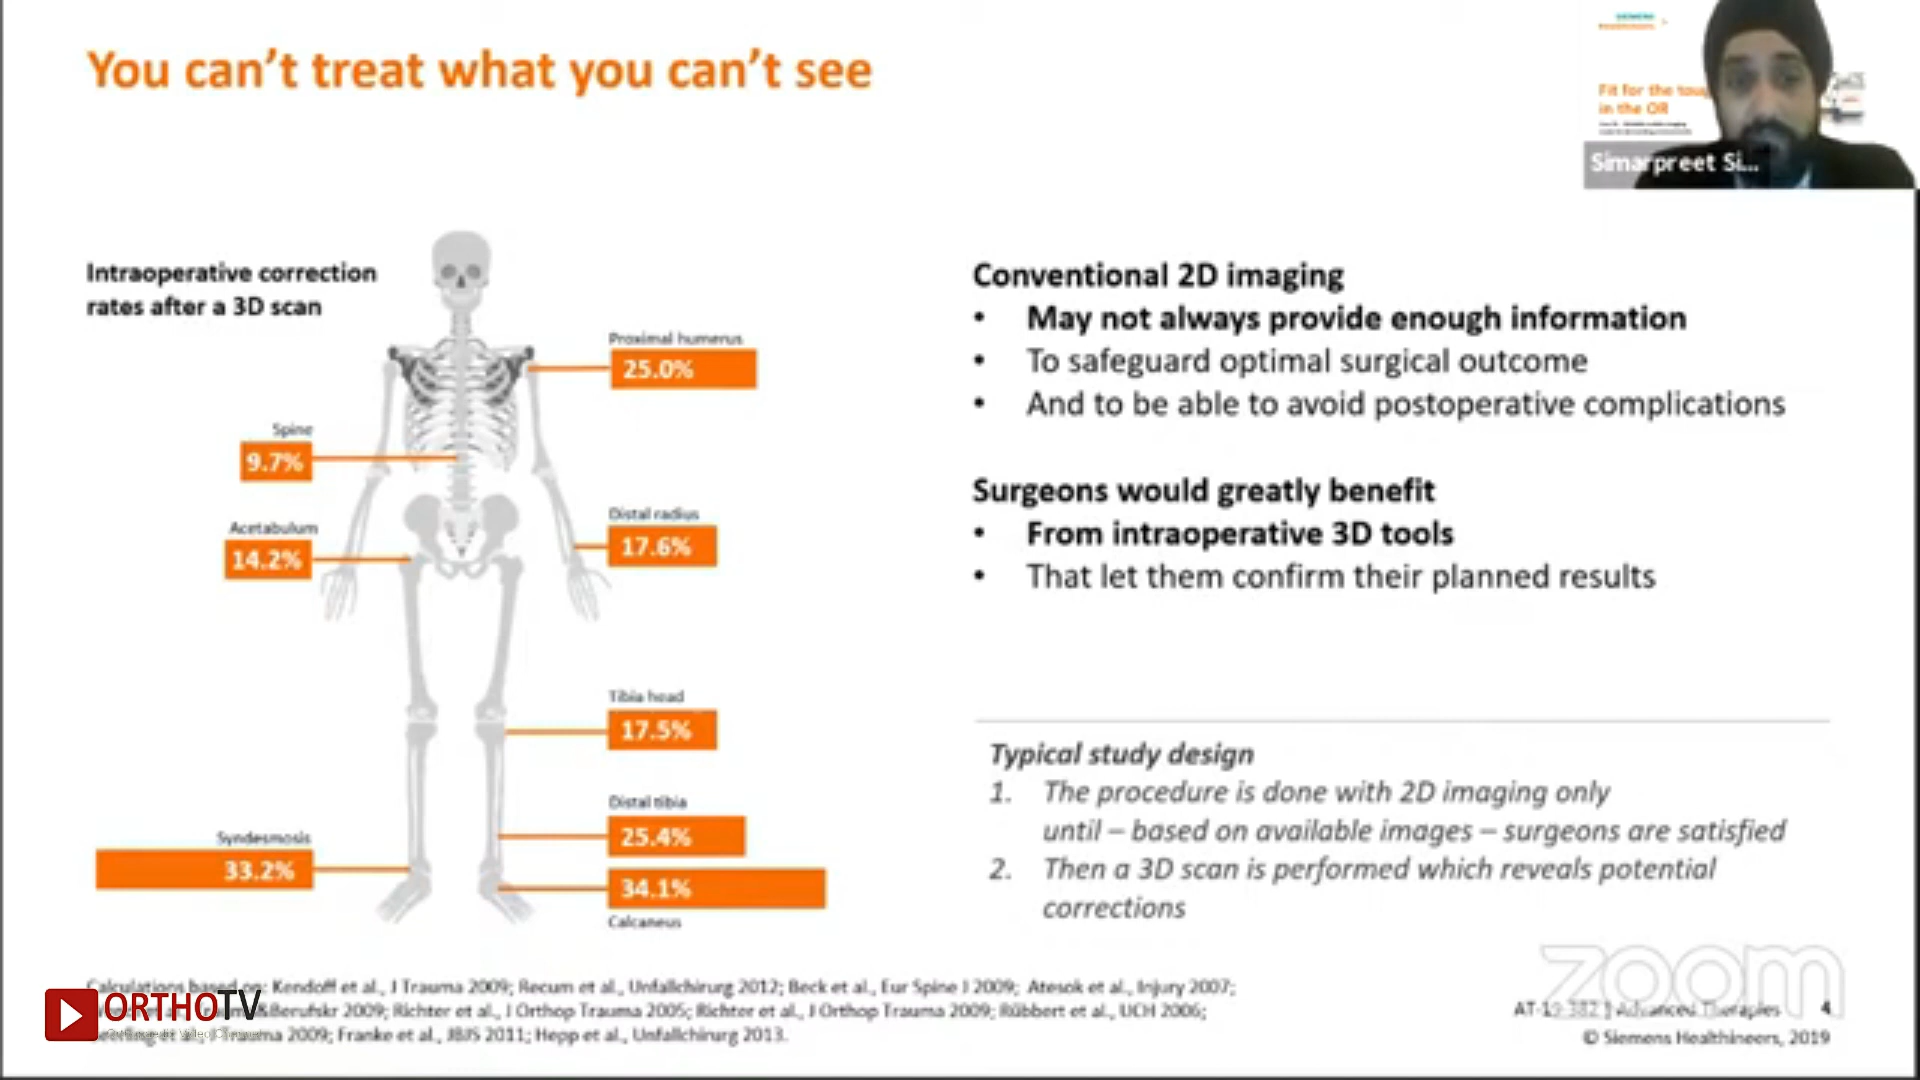 You can't treat what you can't see
Fit for the
in the OR
Simarpreet Si...
Intraoperative correction
rates after a 3D scan
Proximal humerus
25.0%
Spine
9.7%
Acetabulum
14.2%
Distal radius
17.6%
Tibia head
17.5%
Distal tibia
25.4%
Syndesmosis
33.2%
34.1%
Calcaneus
Conventional 2D imaging
• May not always provide enough information
• To safeguard optimal surgical outcome
• And to be able to avoid postoperative complications
Surgeons would greatly benefit
• From intraoperative 3D tools
• That let them confirm their planned results
Typical study design
1. The procedure is done with 2D imaging only
until – based on available images – surgeons are satisfied
2. Then a 3D scan is performed which reveals potential
corrections
Calculations based on: Kendoff et al., J Trauma 2009; Recum et al., Unfallchirurg 2012; Beck et al., Eur Spine J 2009; Atesok et al., Injury 2007;
2009; Richter et al., J Orthop Trauma 2005; Richter et al., J Orthop Trauma 2009; Rübbert et al., UCH 2006;
Trauma 2009; Franke et al., JBJS 2011; Hepp et al., Unfallchirurg 2013.
ORTHOTV
zoom
AT-19-382 | Advanced Therapies 4
© Siemens Healthineers, 2019